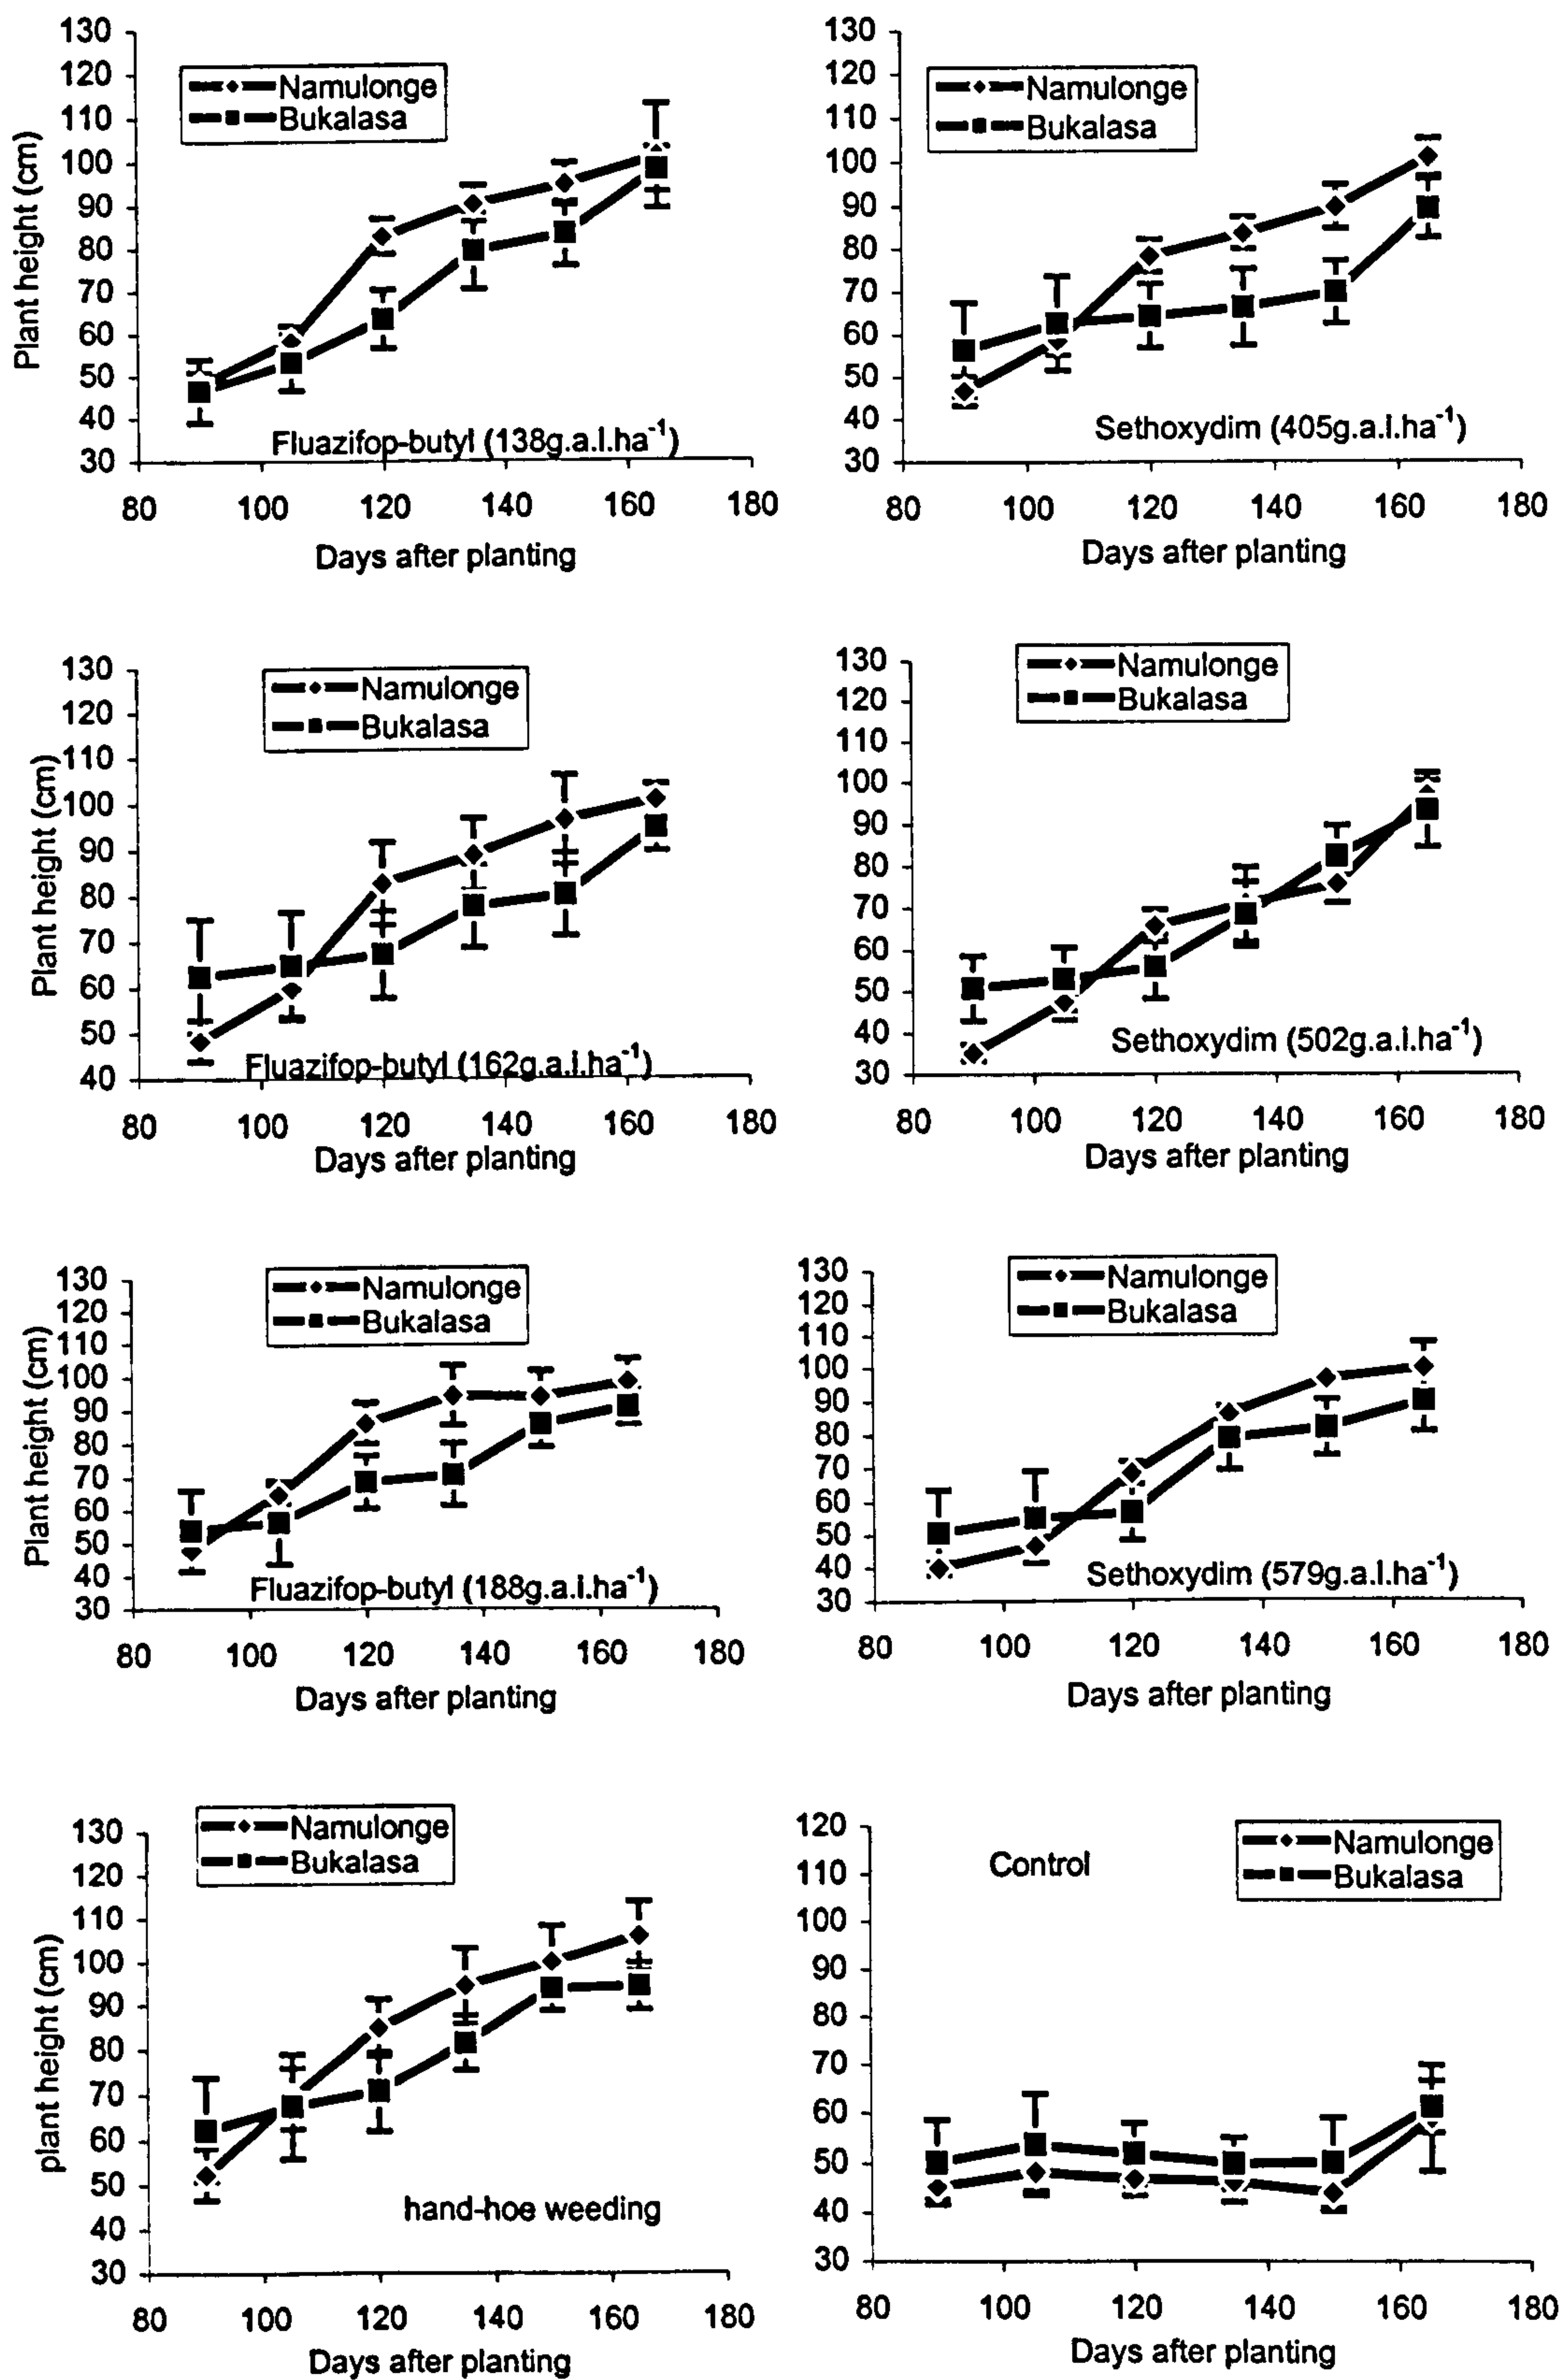 130
120
110
100
90
80
70
60
50
40
30
Plant height (cm)
Namulonge
Bukalasa
Fluazifop-butyl (138g.a.i.ha⁻¹)
80 100 120 140 160 180
Days after planting
130
120
110
100
90
80
70
60
50
40
30
Namulonge
Bukalasa
Sethoxydim (405g.a.i.ha⁻¹)
80 100 120 140 160 180
Days after planting
130
120
110
100
90
80
70
60
50
40
Plant height (cm)
Namulonge
Bukalasa
Fluazifop-butyl (162g.a.i.ha⁻¹)
80 100 120 140 160 180
Days after planting
130
120
110
100
90
80
70
60
50
40
30
Namulonge
Bukalasa
Sethoxydim (502g.a.i.ha⁻¹)
80 100 120 140 160 180
Days after planting
130
120
110
100
90
80
70
60
50
40
30
Plant height (cm)
Namulonge
Bukalasa
Fluazifop-butyl (188g.a.i.ha⁻¹)
80 100 120 140 160 180
Days after planting
130
120
110
100
90
80
70
60
50
40
30
Namulonge
Bukalasa
Sethoxydim (579g.a.i.ha⁻¹)
80 100 120 140 160 180
Days after planting
130
120
110
100
90
80
70
60
50
40
30
plant height (cm)
Namulonge
Bukalasa
hand-hoe weeding
80 100 120 140 160 180
Days after planting
120
110
100
90
80
70
60
50
40
30
Control
Namulonge
Bukalasa
80 100 120 140 160 180
Days after planting